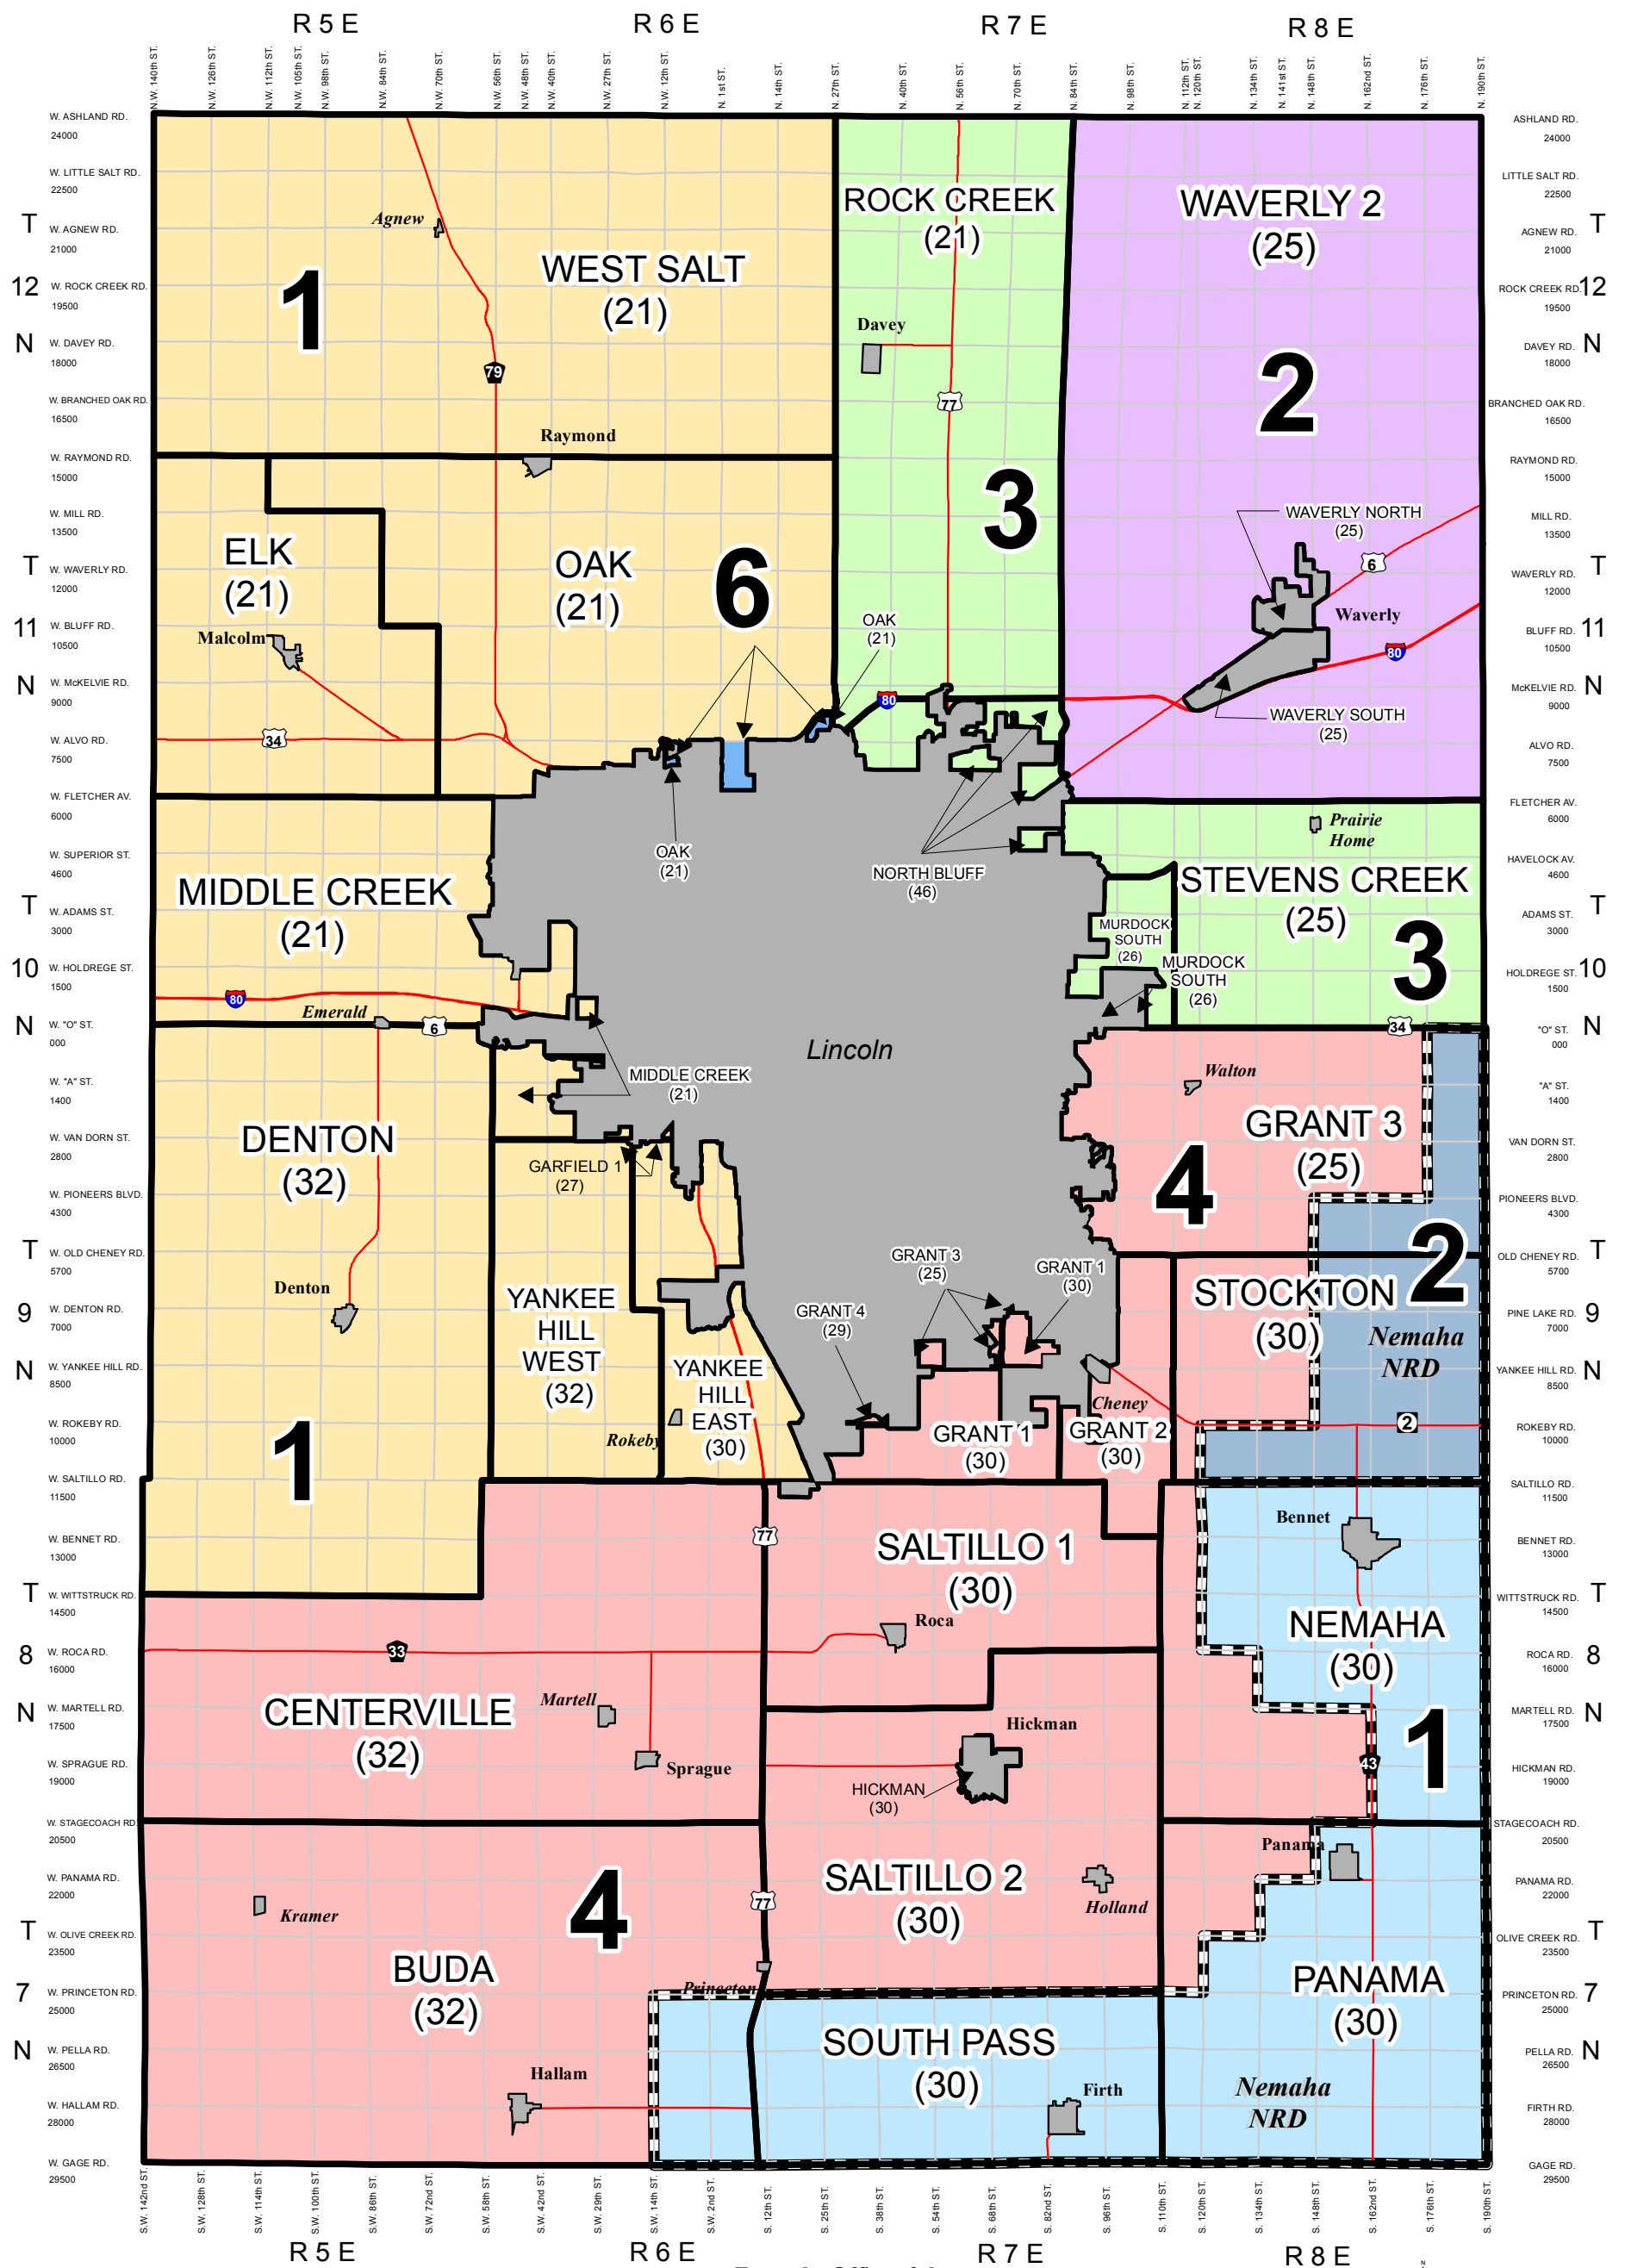 R 5 E
R 6 E
R 7 E
R 8 E
N.W. 140th ST.
N.W. 126th ST.
N.W. 112th ST.
N.W. 105th ST.
N.W. 98th ST.
N.W. 84th ST.
N.W. 70th ST.
N.W. 56th ST.
N.W. 48th ST.
N.W. 40th ST.
N.W. 27th ST.
N.W. 12th ST.
N. 1st ST.
N. 14th ST.
N. 27th ST.
N. 40th ST.
N. 56th ST.
N. 70th ST.
N. 84th ST.
N. 98th ST.
N. 112th ST.
N. 120th ST.
N. 134th ST.
N. 141st ST.
N. 148th ST.
N. 162nd ST.
N. 176th ST.
N. 190th ST.
W. ASHLAND RD.
24000
W. LITTLE SALT RD.
22500
T
W. AGNEW RD.
21000
12
W. ROCK CREEK RD.
19500
N
W. DAVEY RD.
18000
W. BRANCHED OAK RD.
16500
W. RAYMOND RD.
15000
W. MILL RD.
13500
T
W. WAVERLY RD.
12000
11
W. BLUFF RD.
10500
N
W. McKELVIE RD.
9000
W. ALVO RD.
7500
W. FLETCHER AV.
6000
W. SUPERIOR ST.
4600
T
W. ADAMS ST.
3000
10
W. HOLDREGE ST.
1500
N
W. "O" ST.
000
W. "A" ST.
1400
W. VAN DORN ST.
2800
W. PIONEERS BLVD.
4300
T
W. OLD CHENEY RD.
5700
9
W. DENTON RD.
7000
N
W. YANKEE HILL RD.
8500
W. ROKEBY RD.
10000
W. SALTILLO RD.
11500
W. BENNET RD.
13000
T
W. WITTSTRUCK RD.
14500
8
W. ROCA RD.
16000
N
W. MARTELL RD.
17500
W. SPRAGUE RD.
19000
W. STAGECOACH RD.
20500
W. PANAMA RD.
22000
T
W. OLIVE CREEK RD.
23500
7
W. PRINCETON RD.
25000
N
W. PELLA RD.
26500
W. HALLAM RD.
28000
W. GAGE RD.
29500
Agnew
1
WEST SALT
(21)
79
Raymond
ROCK CREEK
(21)
Davey
77
3
WAVERLY 2
(25)
2
WAVERLY NORTH
(25)
6
Waverly
80
WAVERLY SOUTH
(25)
ELK
(21)
Malcolm
34
OAK
(21)
6
OAK
(21)
80
OAK
(21)
NORTH BLUFF
(46)
Prairie
Home
STEVENS CREEK
(25)
3
MURDOCK
SOUTH
(26)
MURDOCK
SOUTH
(26)
34
MIDDLE CREEK
(21)
80
Emerald
6
Lincoln
MIDDLE CREEK
(21)
DENTON
(32)
Denton
1
GARFIELD 1
(27)
YANKEE
HILL
WEST
(32)
YANKEE
HILL
EAST
(30)
Rokeby
Walton
GRANT 3
(25)
4
2
STOCKTON
(30)
Nemaha
NRD
2
GRANT 3
(25)
GRANT 1
(30)
GRANT 4
(29)
Cheney
GRANT 1
(30)
GRANT 2
(30)
77
SALTILLO 1
(30)
Roca
Bennet
NEMAHA
(30)
1
43
33
CENTERVILLE
(32)
Martell
Sprague
Hickman
HICKMAN
(30)
SALTILLO 2
(30)
Holland
Panama
PANAMA
(30)
Kramer
4
77
BUDA
(32)
Princeton
Hallam
SOUTH PASS
(30)
Firth
Nemaha
NRD
ASHLAND RD.
24000
LITTLE SALT RD.
22500
T
AGNEW RD.
21000
ROCK CREEK RD.
12
19500
DAVEY RD.
N
18000
BRANCHED OAK RD.
16500
RAYMOND RD.
15000
MILL RD.
13500
T
WAVERLY RD.
12000
BLUFF RD.
11
10500
McKELVIE RD.
N
9000
ALVO RD.
7500
FLETCHER AV.
6000
HAVELOCK AV.
4600
T
ADAMS ST.
3000
HOLDREGE ST.
10
1500
"O" ST.
N
000
"A" ST.
1400
VAN DORN ST.
2800
PIONEERS BLVD.
4300
OLD CHENEY RD.
T
5700
PINE LAKE RD.
9
7000
YANKEE HILL RD.
N
8500
ROKEBY RD.
10000
SALTILLO RD.
11500
BENNET RD.
13000
WITTSTRUCK RD.
T
14500
ROCA RD.
8
16000
MARTELL RD.
N
17500
HICKMAN RD.
19000
STAGECOACH RD.
20500
PANAMA RD.
22000
OLIVE CREEK RD.
T
23500
PRINCETON RD.
7
25000
PELLA RD.
N
26500
FIRTH RD.
28000
GAGE RD.
29500
S.W. 142nd ST.
S.W. 128th ST.
S.W. 114th ST.
S.W. 100th ST.
S.W. 86th ST.
S.W. 72nd ST.
S.W. 58th ST.
S.W. 42nd ST.
S.W. 29th ST.
S.W. 14th ST.
S.W. 2nd ST.
S. 12th ST.
S. 25th ST.
S. 38th ST.
S. 54th ST.
S. 68th ST.
S. 82nd ST.
S. 96th ST.
S. 110th ST.
S. 120th ST.
S. 134th ST.
S. 148th ST.
S. 162nd ST.
S. 176th ST.
S. 190th ST.
R 5 E
R 6 E
R 7 E
R 8 E